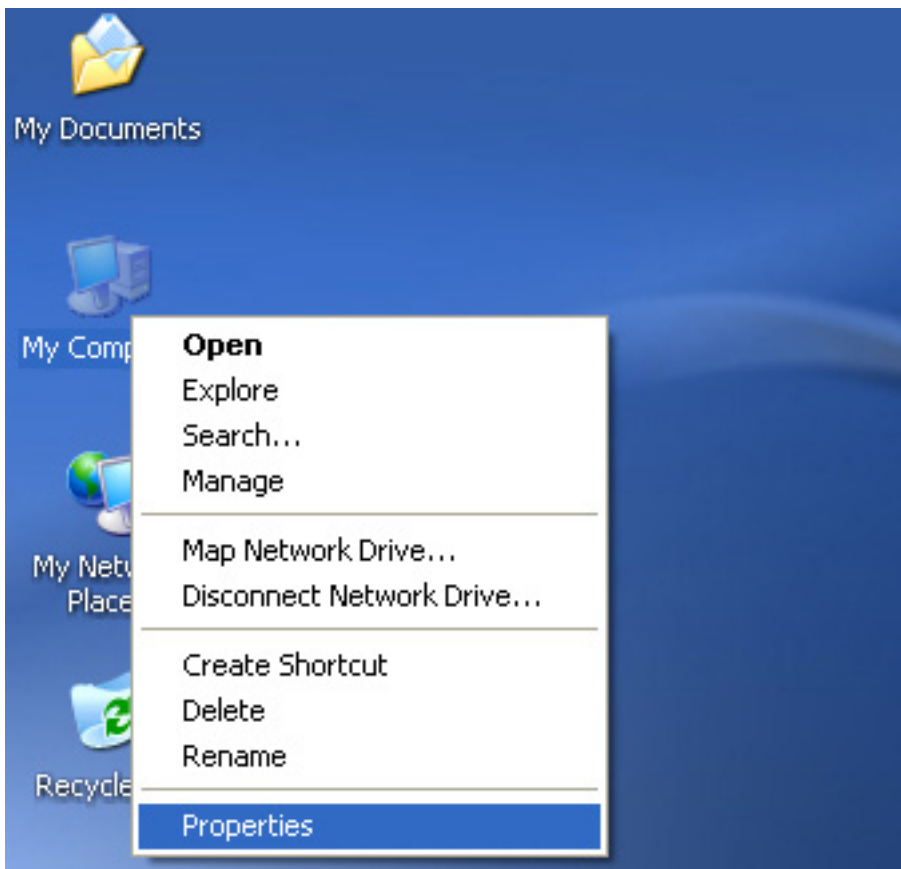 My Documents
My Comp
Open
Explore
Search...
Manage
Map Network Drive...
Disconnect Network Drive...
My Netw
Place
Create Shortcut
Delete
Rename
Recycle
Properties